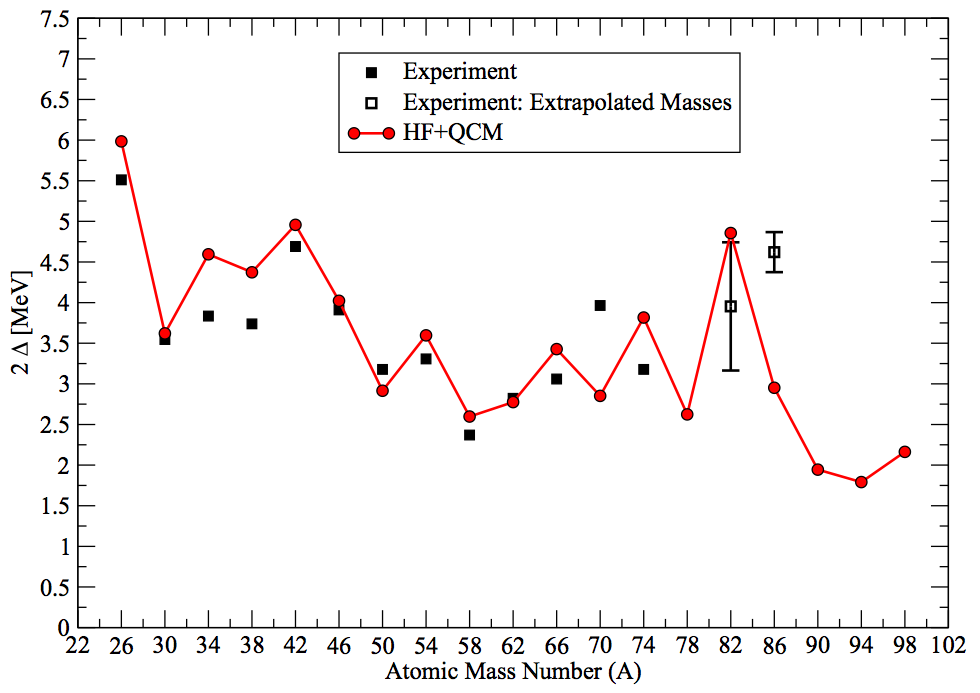 7.5
7
6.5
6
5.5
5
4.5
4
3.5
3
2.5
2
1.5
1
0.5
0
2 Δ [MeV]
Experiment
Experiment: Extrapolated Masses
HF+QCM
22 26 30 34 38 42 46 50 54 58 62 66 70 74 78 82 86 90 94 98 102
Atomic Mass Number (A)